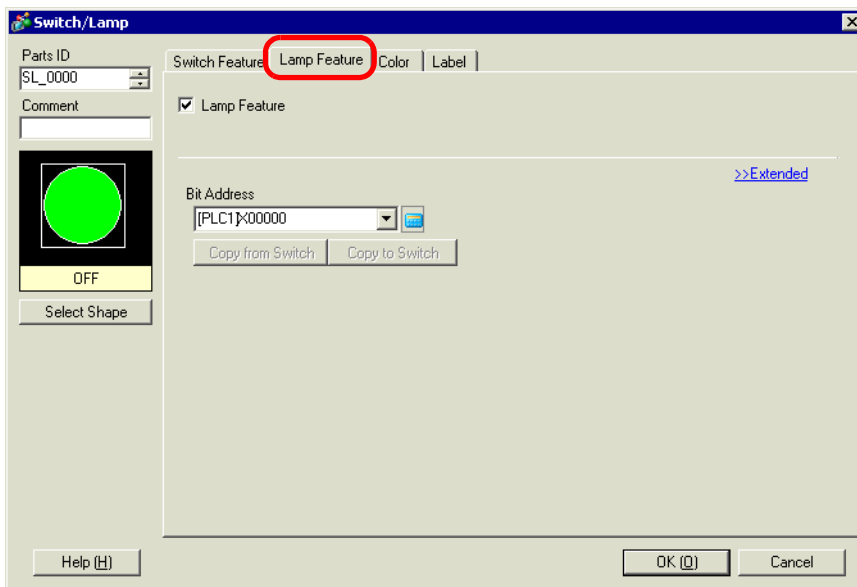 Switch/Lamp
Parts ID
SL_0000
Comment
OFF
Select Shape
Switch Feature Lamp Feature Color Label
Lamp Feature
>>Extended
Bit Address
[PLC1]X00000
Copy from Switch Copy to Switch
Help (H) OK (O) Cancel